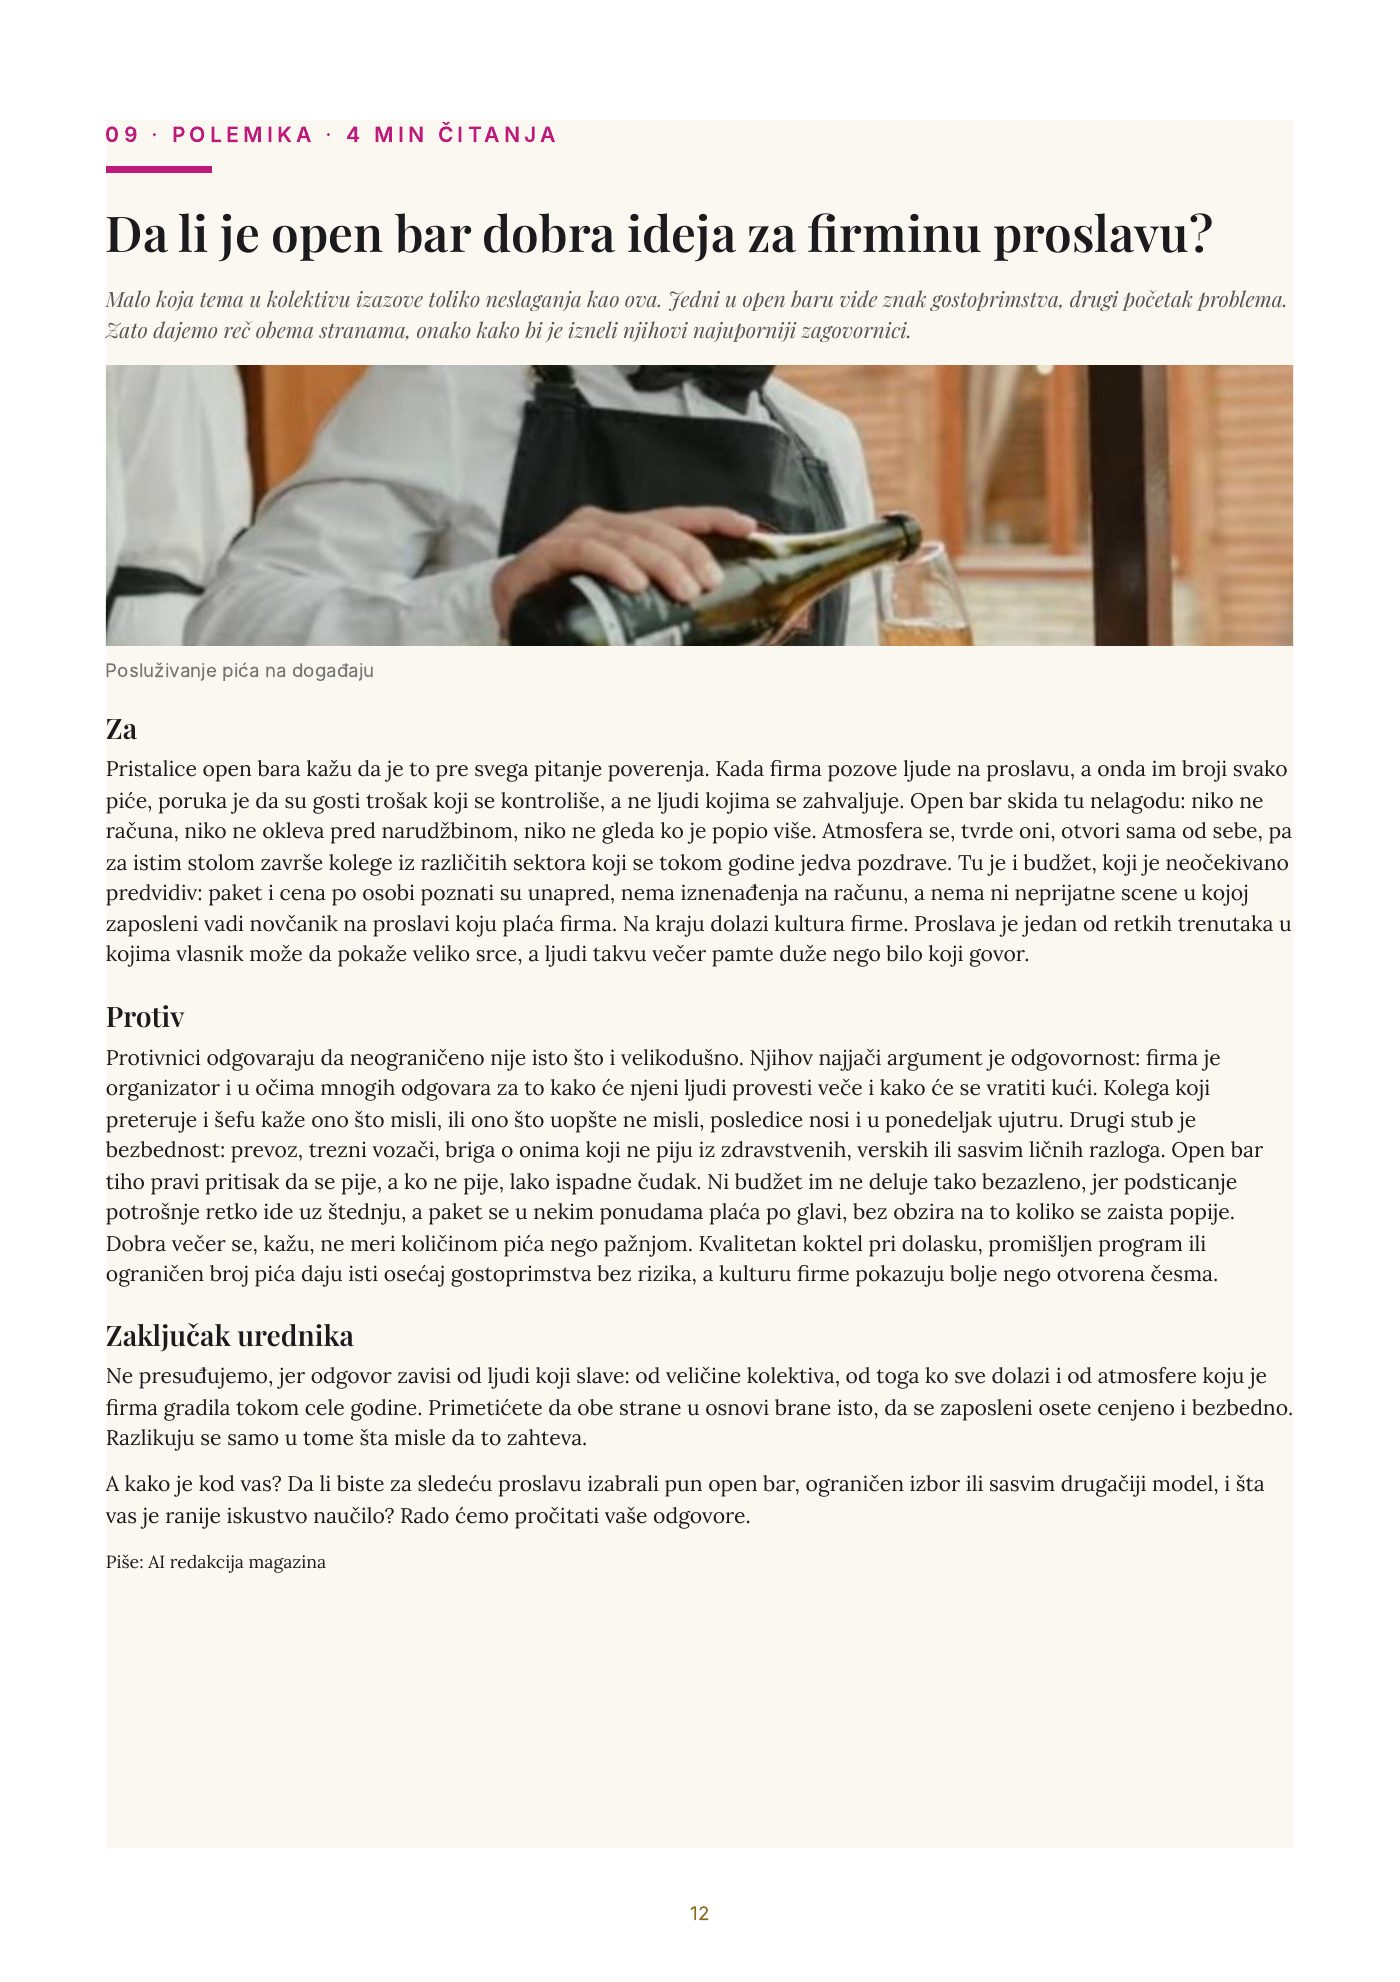 09 · POLEMIKA · 4 MIN ČITANJA
Da li je open bar dobra ideja za firminu proslavu?
Malo koja tema u kolektivu izazove toliko neslaganja kao ova. Jedni u open baru vide znak gostoprimstva, drugi početak problema.
Zato dajemo reč obema stranama, onako kako bi je izneli njihovi najuporniji zagovornici.
Posluživanje pića na događaju
Za
Pristalice open bara kažu da je to pre svega pitanje poverenja. Kada firma pozove ljude na proslavu, a onda im broji svako
piće, poruka je da su gosti trošak koji se kontroliše, a ne ljudi kojima se zahvaljuje. Open bar skida tu nelagodu: niko ne
računa, niko ne okleva pred narudžbinom, niko ne gleda ko je popio više. Atmosfera se, tvrde oni, otvori sama od sebe, pa
za istim stolom završe kolege iz različitih sektora koji se tokom godine jedva pozdrave. Tu je i budžet, koji je neočekivano
predvidiv: paket i cena po osobi poznati su unapred, nema iznenađenja na računu, a nema ni neprijatne scene u kojoj
zaposleni vadi novčanik na proslavi koju plaća firma. Na kraju dolazi kultura firme. Proslava je jedan od retkih trenutaka u
kojima vlasnik može da pokaže veliko srce, a ljudi takvu večer pamte duže nego bilo koji govor.
Protiv
Protivnici odgovaraju da neograničeno nije isto što i velikodušno. Njihov najjači argument je odgovornost: firma je
organizator i u očima mnogih odgovara za to kako će njeni ljudi provesti veče i kako će se vratiti kući. Kolega koji
preteruje i šefu kaže ono što misli, ili ono što uopšte ne misli, posledice nosi i u ponedeljak ujutru. Drugi stub je
bezbednost: prevoz, trezni vozači, briga o onima koji ne piju iz zdravstvenih, verskih ili sasvim ličnih razloga. Open bar
tiho pravi pritisak da se pije, a ko ne pije, lako ispadne čudak. Ni budžet im ne deluje tako bezazleno, jer podsticanje
potrošnje retko ide uz štednju, a paket se u nekim ponudama plaća po glavi, bez obzira na to koliko se zaista popije.
Dobra večer se, kažu, ne meri količinom pića nego pažnjom. Kvalitetan koktel pri dolasku, promišljen program ili
ograničen broj pića daju isti osećaj gostoprimstva bez rizika, a kulturu firme pokazuju bolje nego otvorena česma.
Zaključak urednika
Ne presuđujemo, jer odgovor zavisi od ljudi koji slave: od veličine kolektiva, od toga ko sve dolazi i od atmosfere koju je
firma gradila tokom cele godine. Primetićete da obe strane u osnovi brane isto, da se zaposleni osete cenjeno i bezbedno.
Razlikuju se samo u tome šta misle da to zahteva.
A kako je kod vas? Da li biste za sledeću proslavu izabrali pun open bar, ograničen izbor ili sasvim drugačiji model, i šta
vas je ranije iskustvo naučilo? Rado ćemo pročitati vaše odgovore.
Piše: AI redakcija magazina
12